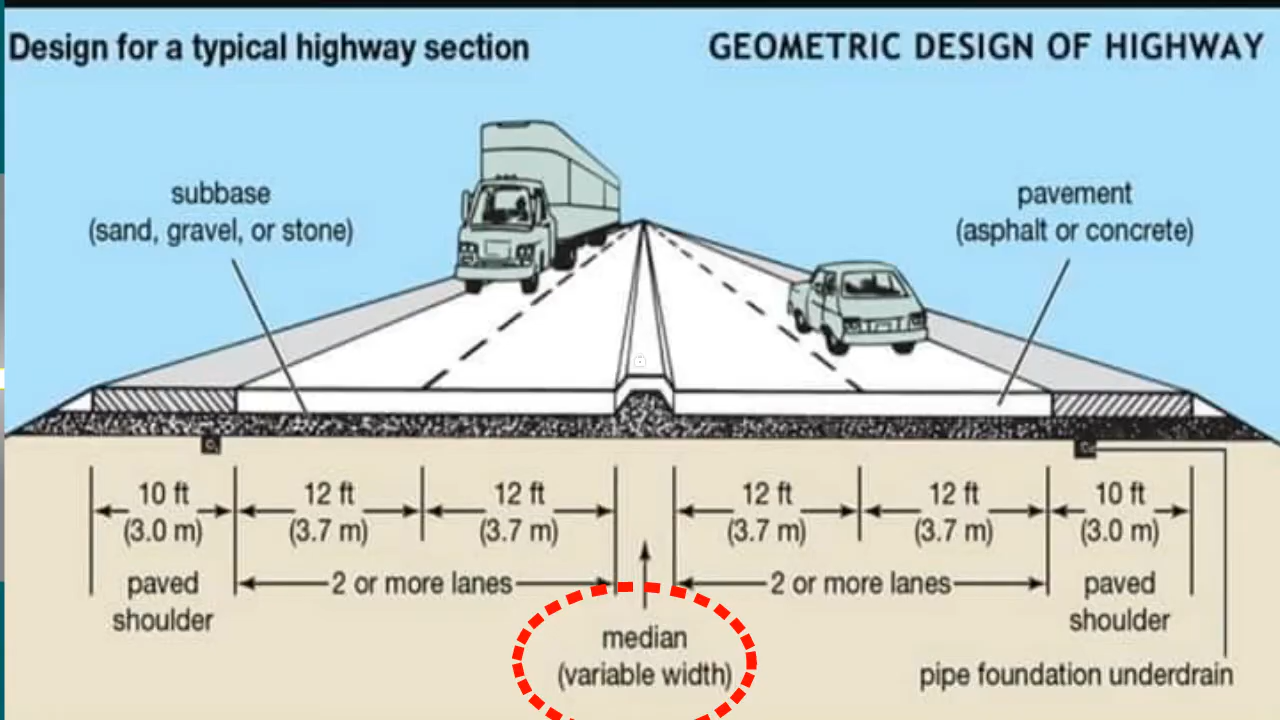 Design for a typical highway section
GEOMETRIC DESIGN OF HIGHWAY
subbase
(sand, gravel, or stone)
pavement
(asphalt or concrete)
10 ft
(3.0 m)
12 ft
(3.7 m)
12 ft
(3.7 m)
12 ft
(3.7 m)
12 ft
(3.7 m)
10 ft
(3.0 m)
paved
shoulder
2 or more lanes
2 or more lanes
paved
shoulder
median
(variable width)
pipe foundation underdrain